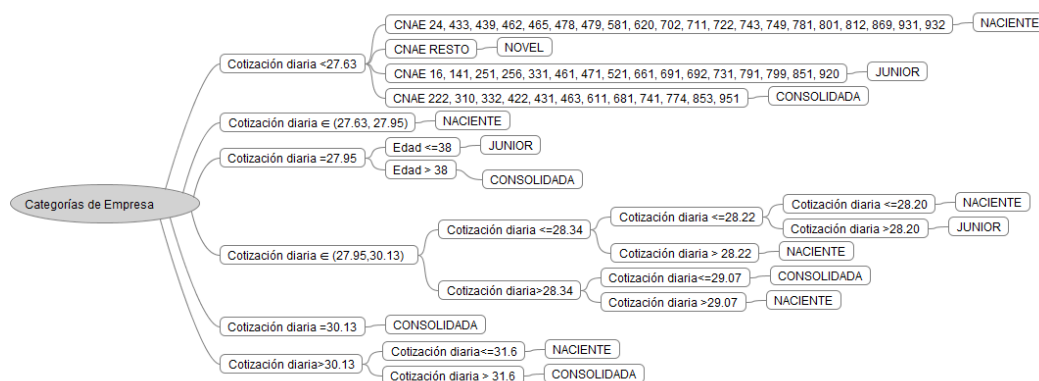 CNAE 24, 433, 439, 462, 465, 478, 479, 581, 620, 702, 711, 722, 743, 749, 781, 801, 812, 869, 931, 932
NACIENTE
Cotización diaria <27.63
CNAE RESTO
NOVEL
CNAE 16, 141, 251, 256, 331, 461, 471, 521, 661, 691, 692, 731, 791, 799, 851, 920
JUNIOR
CNAE 222, 310, 332, 422, 431, 463, 611, 681, 741, 774, 853, 951
CONSOLIDADA
Cotización diaria ∈ (27.63, 27.95)
NACIENTE
Cotización diaria =27.95
Edad <=38
JUNIOR
Edad > 38
CONSOLIDADA
Categorías de Empresa
Cotización diaria ∈ (27.95,30.13)
Cotización diaria <=28.34
Cotización diaria <=28.22
Cotización diaria <=28.20
NACIENTE
Cotización diaria >28.20
JUNIOR
Cotización diaria > 28.22
NACIENTE
Cotización diaria>28.34
Cotización diaria<=29.07
CONSOLIDADA
Cotización diaria >29.07
NACIENTE
Cotización diaria =30.13
CONSOLIDADA
Cotización diaria>30.13
Cotización diaria<=31.6
NACIENTE
Cotización diaria > 31.6
CONSOLIDADA